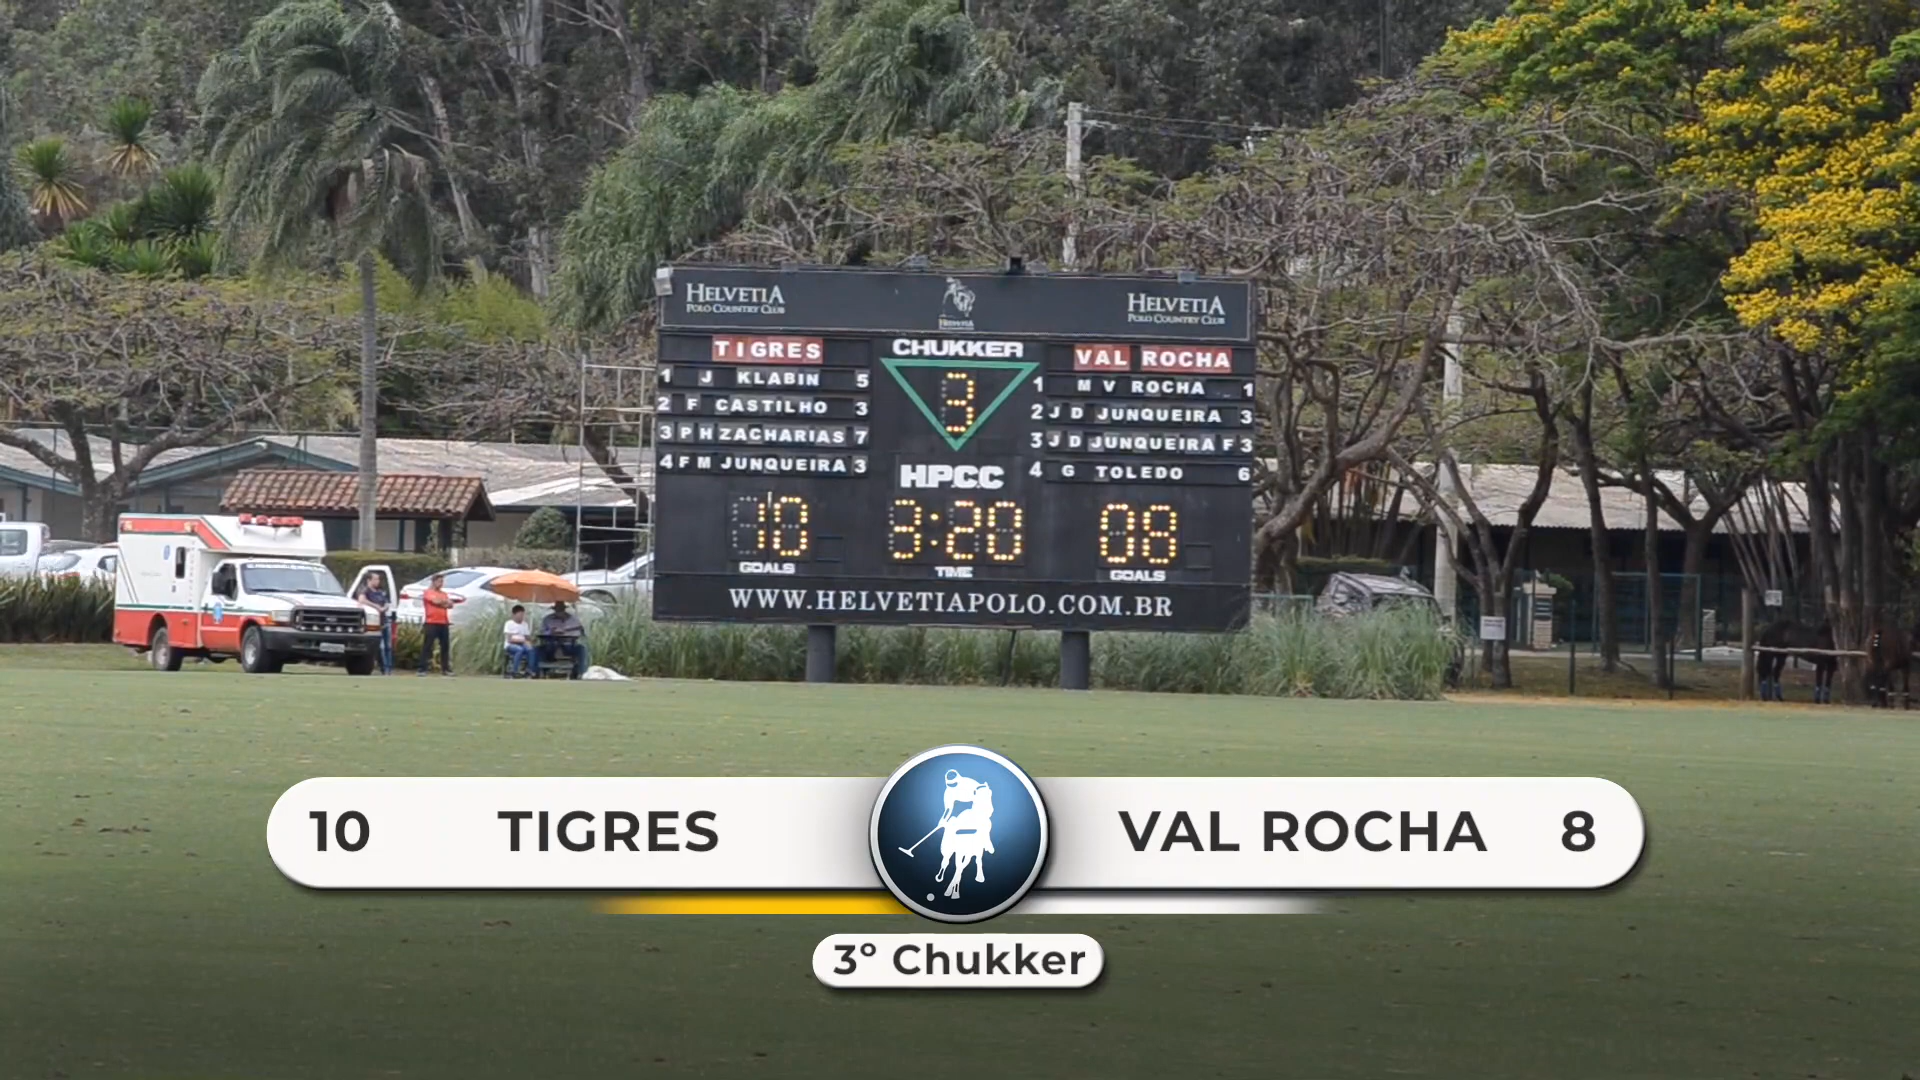 HELVETIA
POLO COUNTRY CLUB
HELVETIA
HELVETIA
POLO COUNTRY CLUB
TIGRES
CHUKKER
VAL ROCHA
1 J KLABIN 5
2 F CASTILHO 3
3 P H ZACHARIAS 7
4 F M JUNQUEIRA 3
3
1 M V ROCHA 1
2 J D JUNQUEIRA 3
3 J D JUNQUEIRA F 3
4 G TOLEDO 6
H.P.C.C
10
3:20
08
GOALS
TIME
GOALS
WWW.HELVETIAPOLO.COM.BR
10 TIGRES VAL ROCHA 8
3º Chukker